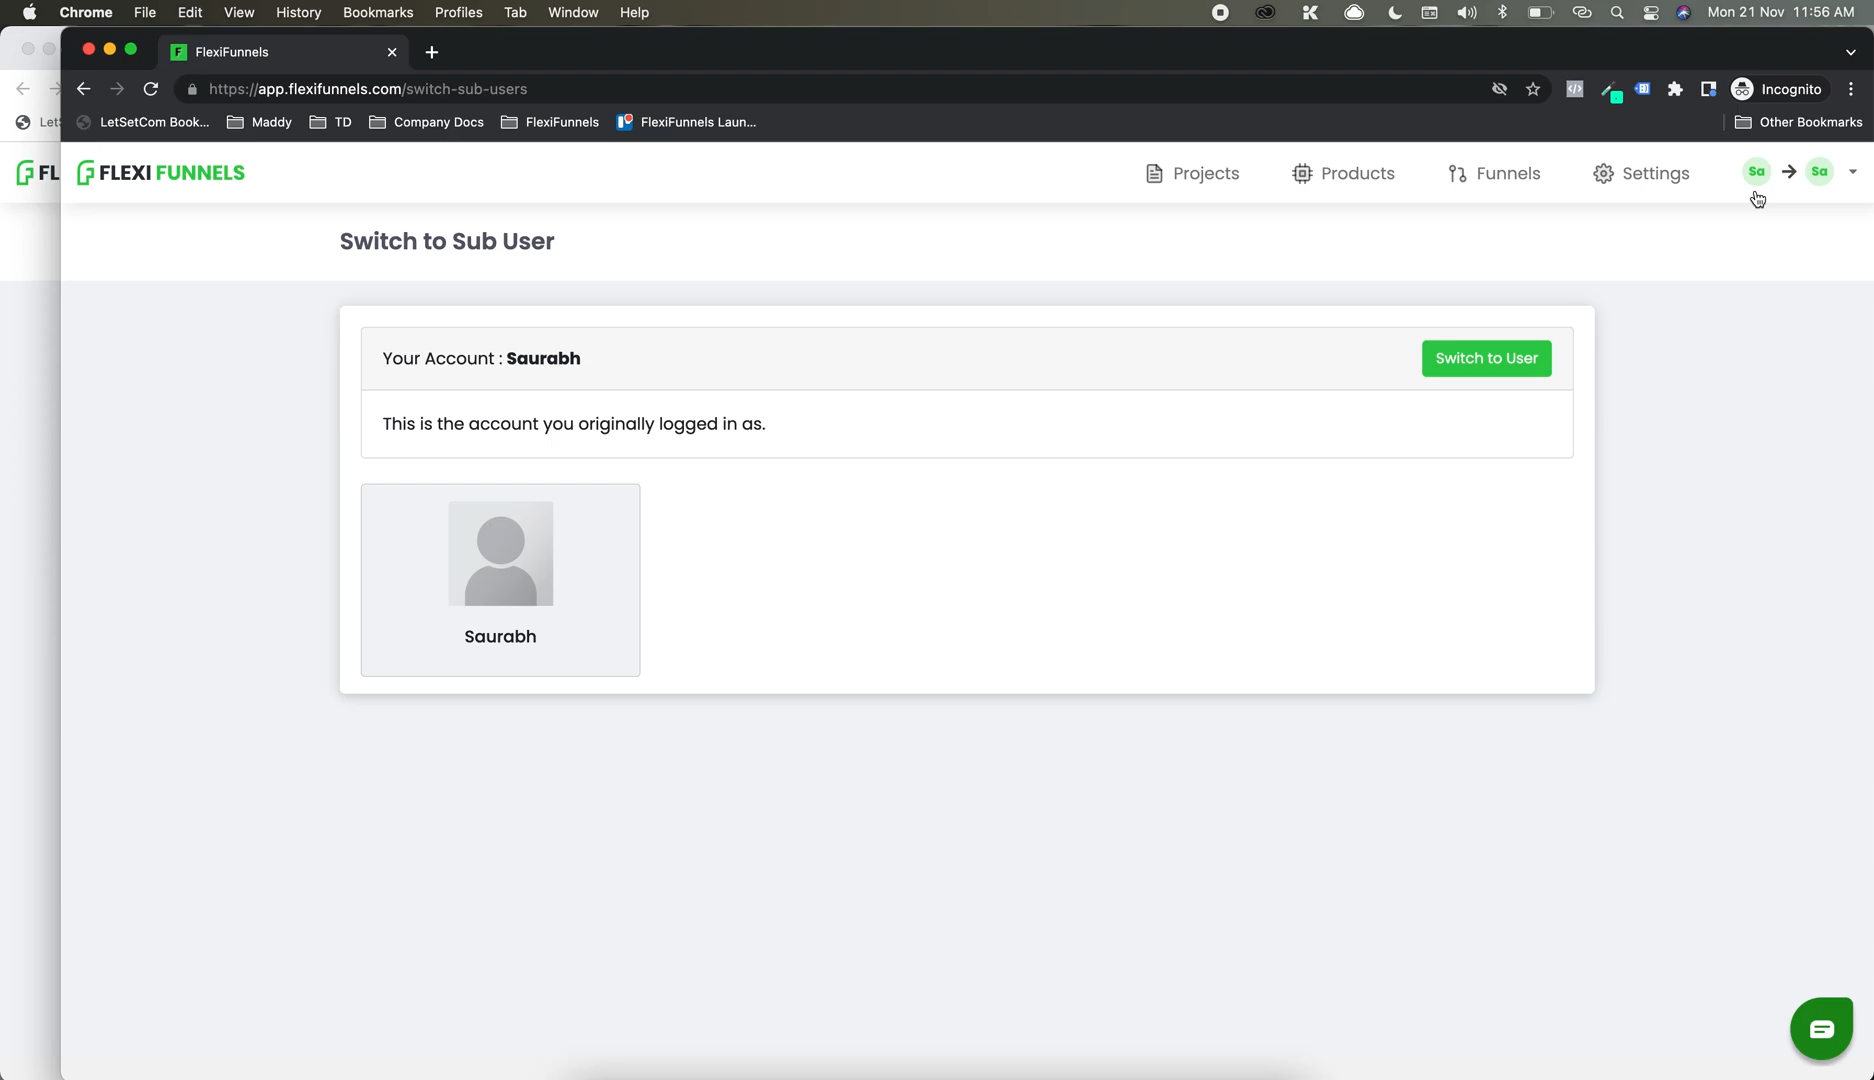 Chrome File Edit View History Bookmarks Profiles Tab Window Help Mon 21 Nov 11:56 AM
FlexiFunnels
https://app.flexifunnels.com/switch-sub-users Incognito
LetSetCom Book... Maddy TD Company Docs FlexiFunnels FlexiFunnels Laun... Other Bookmarks
FL FLEXI FUNNELS Projects Products Funnels Settings Sa → Sa
Switch to Sub User
Your Account : Saurabh Switch to User
This is the account you originally logged in as.
Saurabh